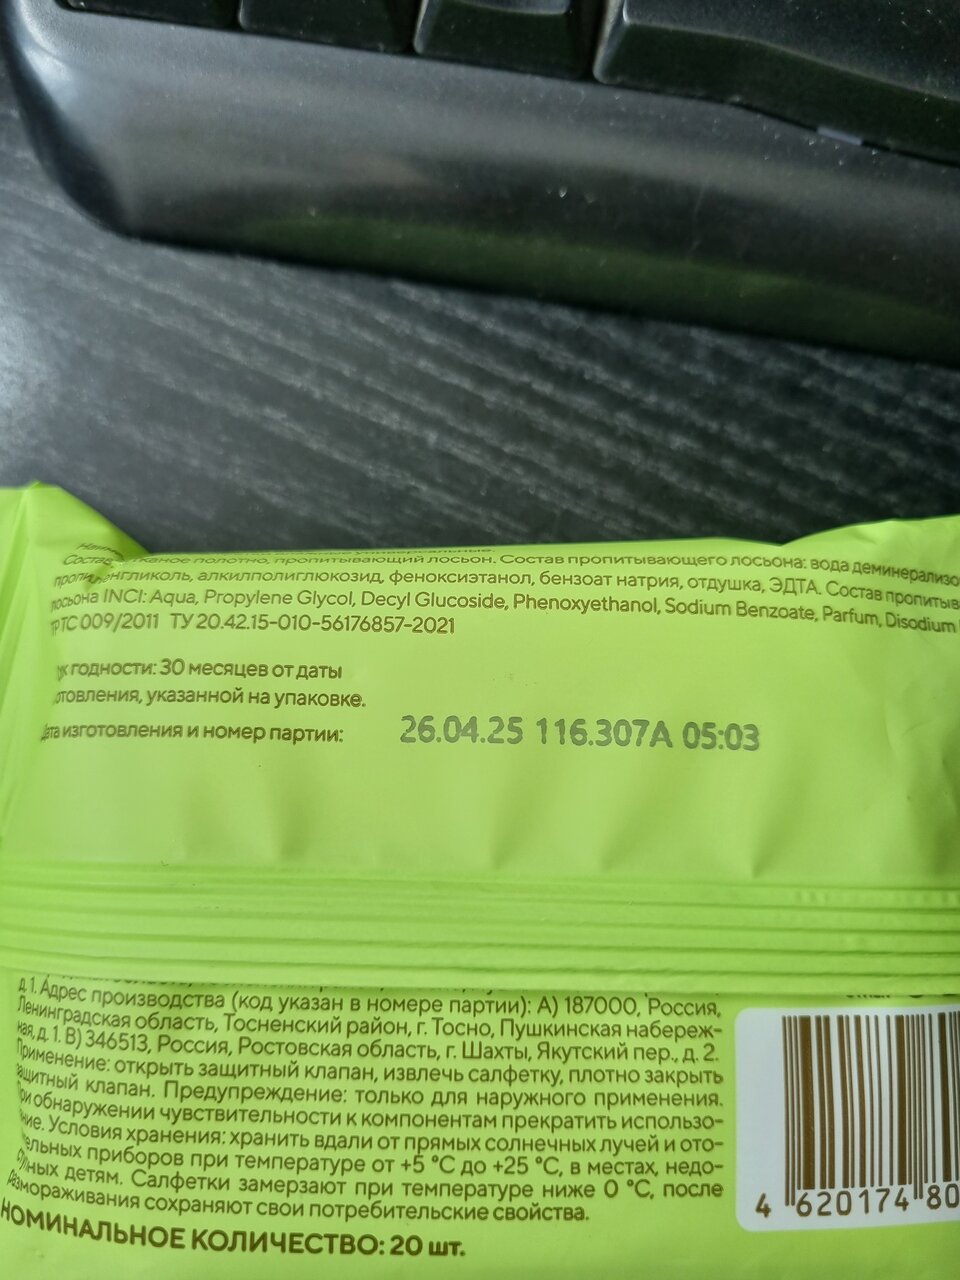 нетканое полотно, пропитывающий лосьон. Состав пропитывающего лосьона: вода деминерализо
алкилполиглюкозид, феноксиэтанол, бензоат натрия, отдушка, ЭДТА. Состав пропитыв
лосьона INCI: Aqua, Propylene Glycol, Decyl Glucoside, Phenoxyethanol, Sodium Benzoate, Parfum, Disodium
ТР ТС 009/2011 ТУ 20.42.15-010-56176857-2021
ок годности: 30 месяцев от даты
отовления, указанной на упаковке.
Дата изготовления и номер партии: 26.04.25 116.307A 05:03
д. 1. Адрес производства (код указан в номере партии): А) 187000, Россия,
Ленинградская область, Тосненский район, г. Тосно, Пушкинская набереж-
ная, д. 1. В) 346513, Россия, Ростовская область, г. Шахты, Якутский пер., д. 2.
Применение: открыть защитный клапан, извлечь салфетку, плотно закрыть
защитный клапан. Предупреждение: только для наружного применения.
При обнаружении чувствительности к компонентам прекратить использо-
ние. Условия хранения: хранить вдали от прямых солнечных лучей и ото-
ельных приборов при температуре от +5 °C до +25 °C, в местах, недо-
ступных детям. Салфетки замерзают при температуре ниже 0 °C, после
размораживания сохраняют свои потребительские свойства.
НОМИНАЛЬНОЕ КОЛИЧЕСТВО: 20 шт.
4 620174 80